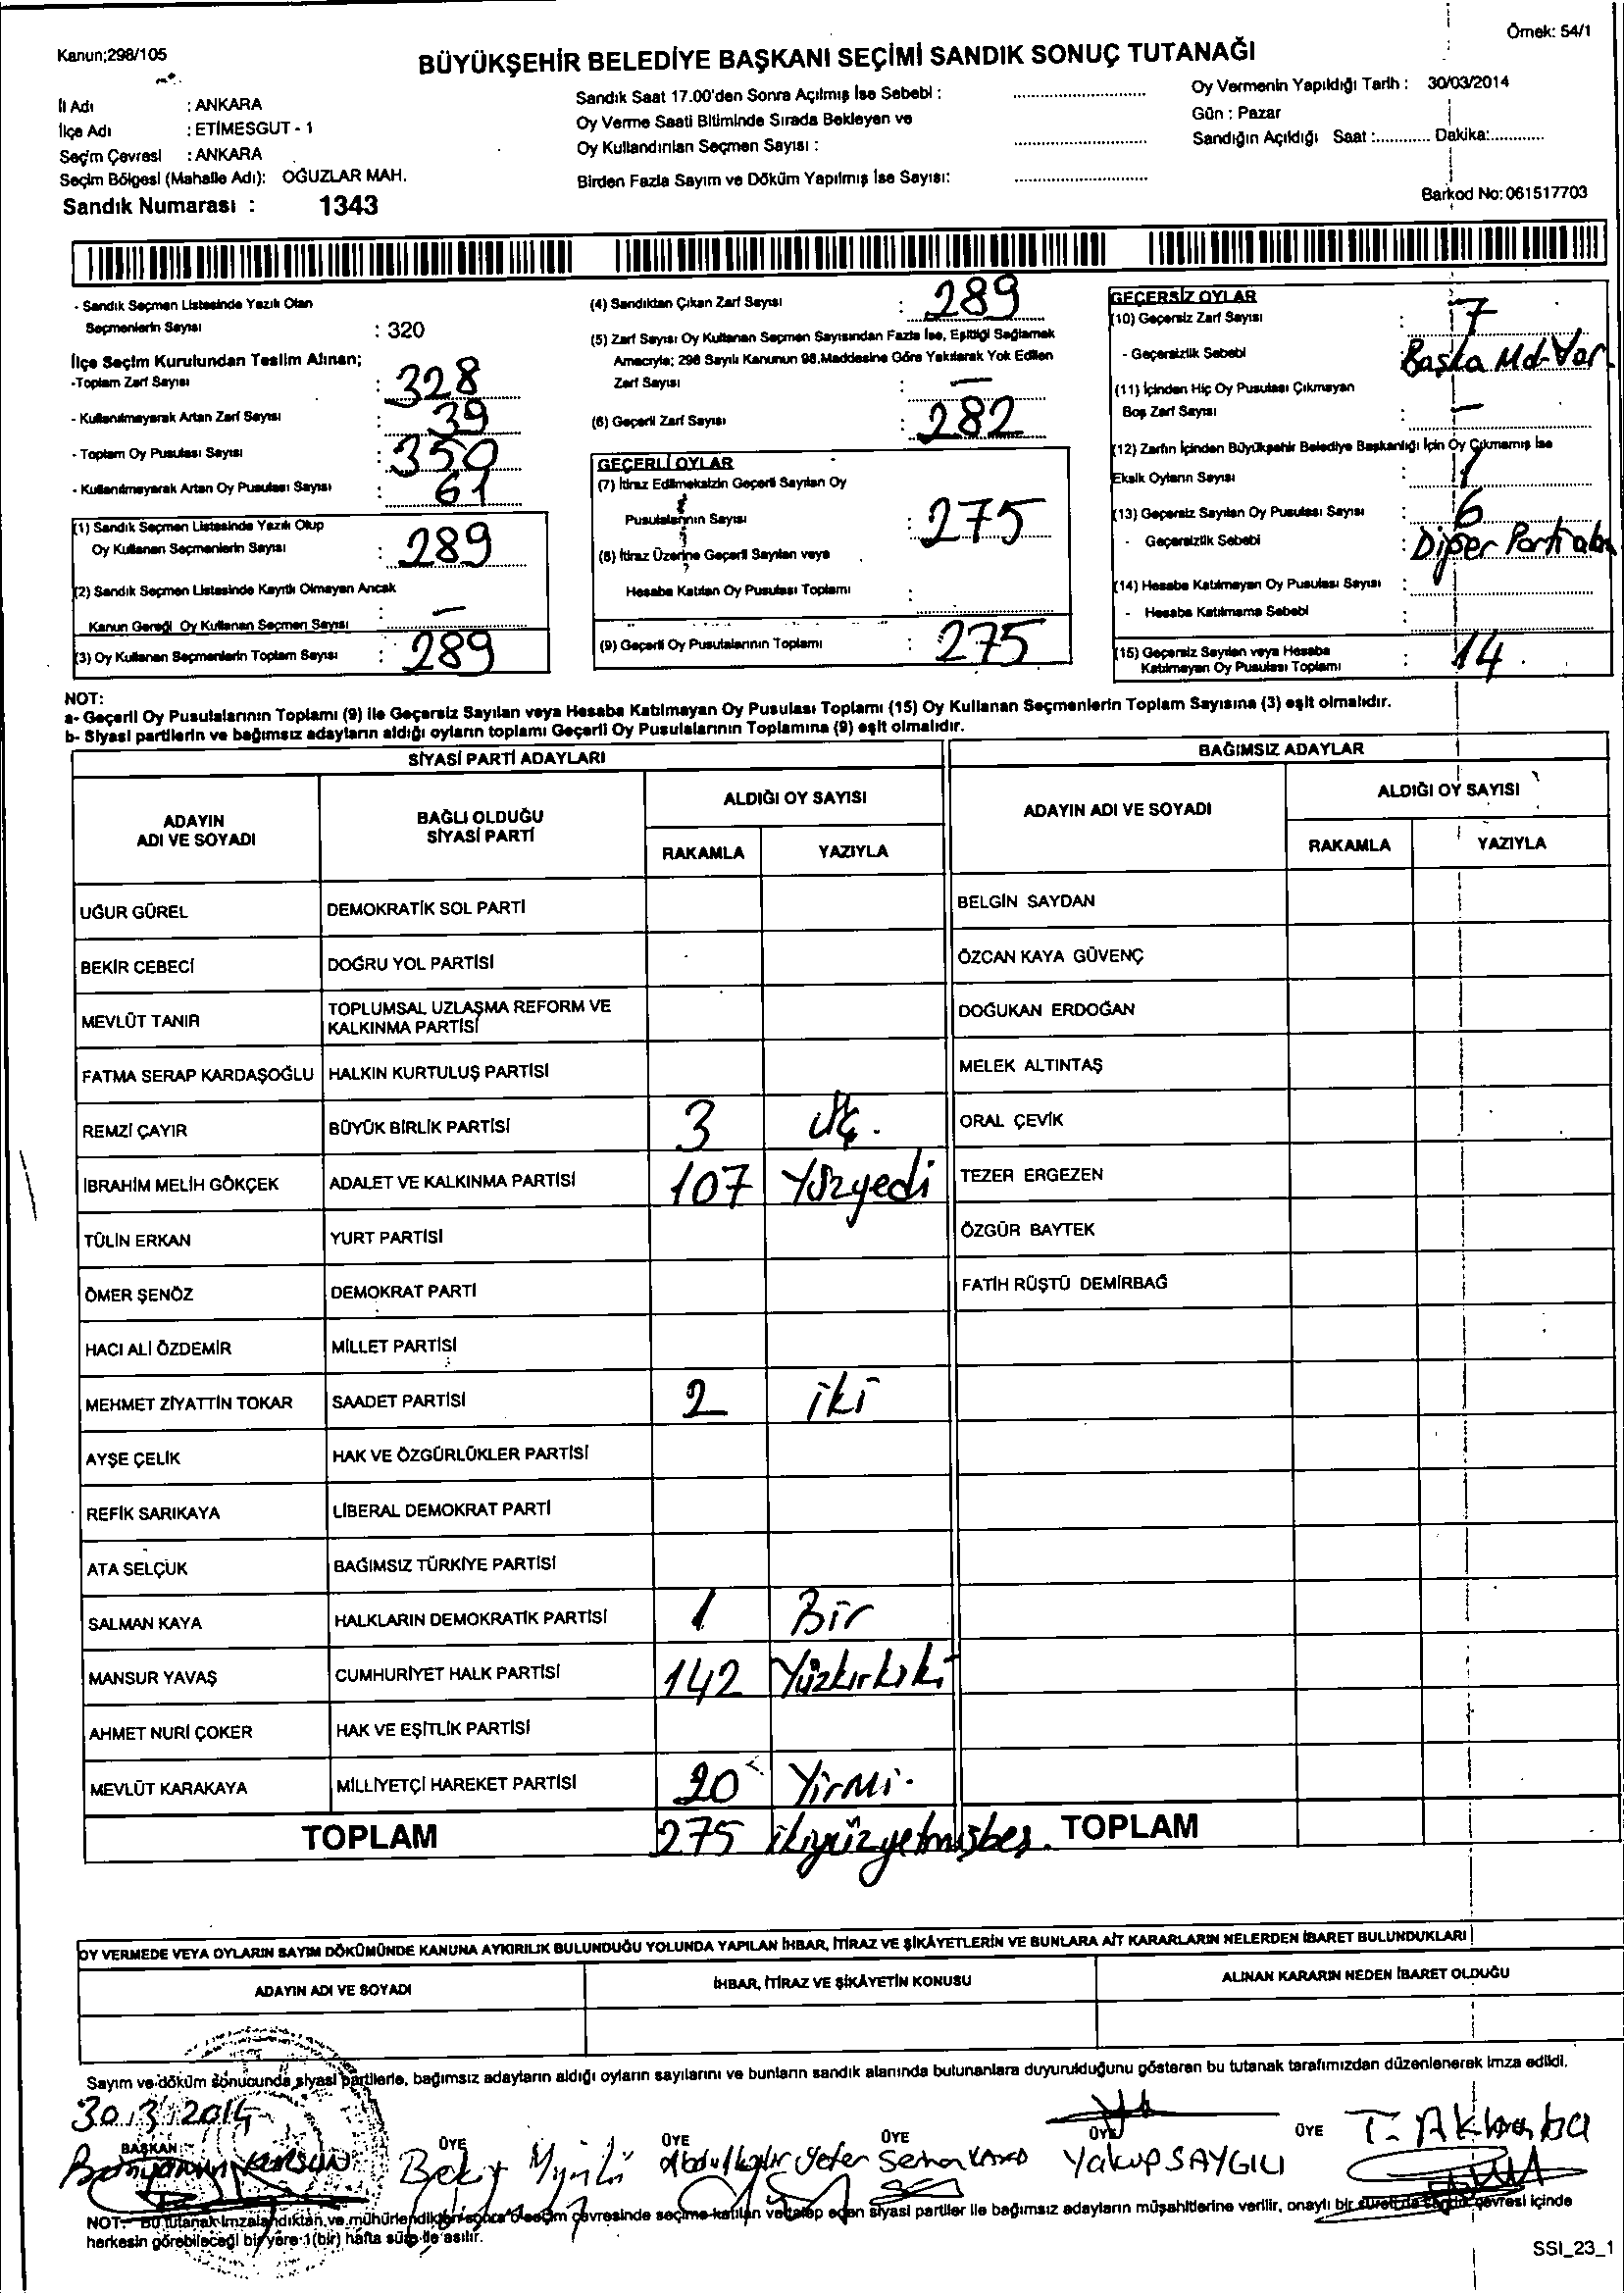 Örnek: 54/1
Kanun;298/105
BÜYÜKŞEHİR BELEDİYE BAŞKANI SEÇİMİ SANDIK SONUÇ TUTANAĞI
İl Adı : ANKARA
İlçe Adı : ETİMESGUT - 1
Seçim Çevresi : ANKARA
Seçim Bölgesi (Mahalle Adı): OĞUZLAR MAH.
Sandık Numarası : 1343
Sandık Saat 17.00'den Sonra Açılmış İse Sebebi :
Oy Verme Saati Bitiminde Sırada Bekleyen ve
Oy Kullandırılan Seçmen Sayısı :
Birden Fazla Sayım ve Döküm Yapılmış İse Sayısı:
Oy Vermenin Yapıldığı Tarih : 30/03/2014
Gün : Pazar
Sandığın Açıldığı Saat :............ Dakika:............
Barkod No: 061517703
- Sandık Seçmen Listesinde Yazılı Olan
Seçmenlerin Sayısı : 320
İlçe Seçim Kurulundan Teslim Alınan;
-Toplam Zarf Sayısı : 328
- Kullanılmayarak Artan Zarf Sayısı : 39
- Toplam Oy Pusulası Sayısı : 350
- Kullanılmayarak Artan Oy Pusulası Sayısı : 61
(1) Sandık Seçmen Listesinde Yazılı Olup
Oy Kullanan Seçmenlerin Sayısı : 289
(2) Sandık Seçmen Listesinde Kayıtlı Olmayan Ancak
Kanun Gereği Oy Kullanan Seçmen Sayısı : —
(3) Oy Kullanan Seçmenlerin Toplam Sayısı : 289
(4) Sandıktan Çıkan Zarf Sayısı : 289
(5) Zarf Sayısı Oy Kullanan Seçmen Sayısından Fazla İse, Eşitliği Sağlamak
Amacıyla; 298 Sayılı Kanunun 98.Maddesine Göre Yakılarak Yok Edilen
Zarf Sayısı : —
(6) Geçerli Zarf Sayısı : 282
GEÇERLİ OYLAR
(7) İtiraz Edilmeksizin Geçerli Sayılan Oy
Pusulalarının Sayısı : 275
(8) İtiraz Üzerine Geçerli Sayılan veya
Hesaba Katılan Oy Pusulası Toplamı :
(9) Geçerli Oy Pusulalarının Toplamı : 275
GEÇERSİZ OYLAR
(10) Geçersiz Zarf Sayısı : 7
- Geçersizlik Sebebi : Başka Md. Var
(11) İçinden Hiç Oy Pusulası Çıkmayan
Boş Zarf Sayısı : —
(12) Zarfın İçinden Büyükşehir Belediye Başkanlığı İçin Oy Çıkmamış İse
Eksik Oyların Sayısı : 1
(13) Geçersiz Sayılan Oy Pusulası Sayısı : 6
- Geçersizlik Sebebi : Diğer Parti
(14) Hesaba Katılmayan Oy Pusulası Sayısı :
- Hesaba Katılmama Sebebi :
(15) Geçersiz Sayılan veya Hesaba
Katılmayan Oy Pusulası Toplamı : 14
NOT:
a- Geçerli Oy Pusulalarının Toplamı (9) ile Geçersiz Sayılan veya Hesaba Katılmayan Oy Pusulası Toplamı (15) Oy Kullanan Seçmenlerin Toplam Sayısına (3) eşit olmalıdır.
b- Siyasi partilerin ve bağımsız adayların aldığı oyların toplamı Geçerli Oy Pusulalarının Toplamına (9) eşit olmalıdır.
SİYASİ PARTİ ADAYLARI
ADAYIN ADI VE SOYADI
BAĞLI OLDUĞU SİYASİ PARTİ
ALDIĞI OY SAYISI
RAKAMLA YAZIYLA
UĞUR GÜREL DEMOKRATİK SOL PARTİ
BEKİR CEBECİ DOĞRU YOL PARTİSİ
MEVLÜT TANIR TOPLUMSAL UZLAŞMA REFORM VE KALKINMA PARTİSİ
FATMA SERAP KARDAŞOĞLU HALKIN KURTULUŞ PARTİSİ
REMZİ ÇAYIR BÜYÜK BİRLİK PARTİSİ 3 Üç.
İBRAHİM MELİH GÖKÇEK ADALET VE KALKINMA PARTİSİ 107 Yüzyedi
TÜLİN ERKAN YURT PARTİSİ
ÖMER ŞENÖZ DEMOKRAT PARTİ
HACI ALİ ÖZDEMİR MİLLET PARTİSİ
MEHMET ZİYATTİN TOKAR SAADET PARTİSİ 2 iki
AYŞE ÇELİK HAK VE ÖZGÜRLÜKLER PARTİSİ
REFİK SARIKAYA LİBERAL DEMOKRAT PARTİ
ATA SELÇUK BAĞIMSIZ TÜRKİYE PARTİSİ
SALMAN KAYA HALKLARIN DEMOKRATİK PARTİSİ 1 Bir
MANSUR YAVAŞ CUMHURİYET HALK PARTİSİ 142 Yüzkırkiki
AHMET NURİ ÇOKER HAK VE EŞİTLİK PARTİSİ
MEVLÜT KARAKAYA MİLLİYETÇİ HAREKET PARTİSİ 20 Yirmi.
TOPLAM 275 ikiyüzyetmişbeş.
BAĞIMSIZ ADAYLAR
ADAYIN ADI VE SOYADI
ALDIĞI OY SAYISI
RAKAMLA YAZIYLA
BELGİN SAYDAN
ÖZCAN KAYA GÜVENÇ
DOĞUKAN ERDOĞAN
MELEK ALTINTAŞ
ORAL ÇEVİK
TEZER ERGEZEN
ÖZGÜR BAYTEK
FATİH RÜŞTÜ DEMİRBAĞ
TOPLAM
OY VERMEDE VEYA OYLARIN SAYIM DÖKÜMÜNDE KANUNA AYKIRILIK BULUNDUĞU YOLUNDA YAPILAN İHBAR, İTİRAZ VE ŞİKÂYETLERİN VE BUNLARA AİT KARARLARIN NELERDEN İBARET BULUNDUKLARI
ADAYIN ADI VE SOYADI
İHBAR, İTİRAZ VE ŞİKÂYETİN KONUSU
ALINAN KARARIN NEDEN İBARET OLDUĞU
Sayım ve döküm sonucunda siyasi partilerle, bağımsız adayların aldığı oyların sayılarını ve bunların sandık alanında bulunanlara duyurulduğunu gösteren bu tutanak tarafımızdan düzenlenerek imza edildi.
30.3.2014
BAŞKAN ÜYE ÜYE ÜYE ÜYE ÜYE
Bekir Abdulkadir Yeter Yakup SAYGILI T. Akbaba
NOT: Bu tutanak imzalandıktan ve mühürlendikten sonra o seçim çevresinde seçime katılan ve talep eden siyasi partiler ile bağımsız adayların müşahitlerine verilir, onaylı bir sureti de sandık çevresi içinde
herkesin görebileceği bir yere 1(bir) hafta süre ile asılır.
SSI_23_1